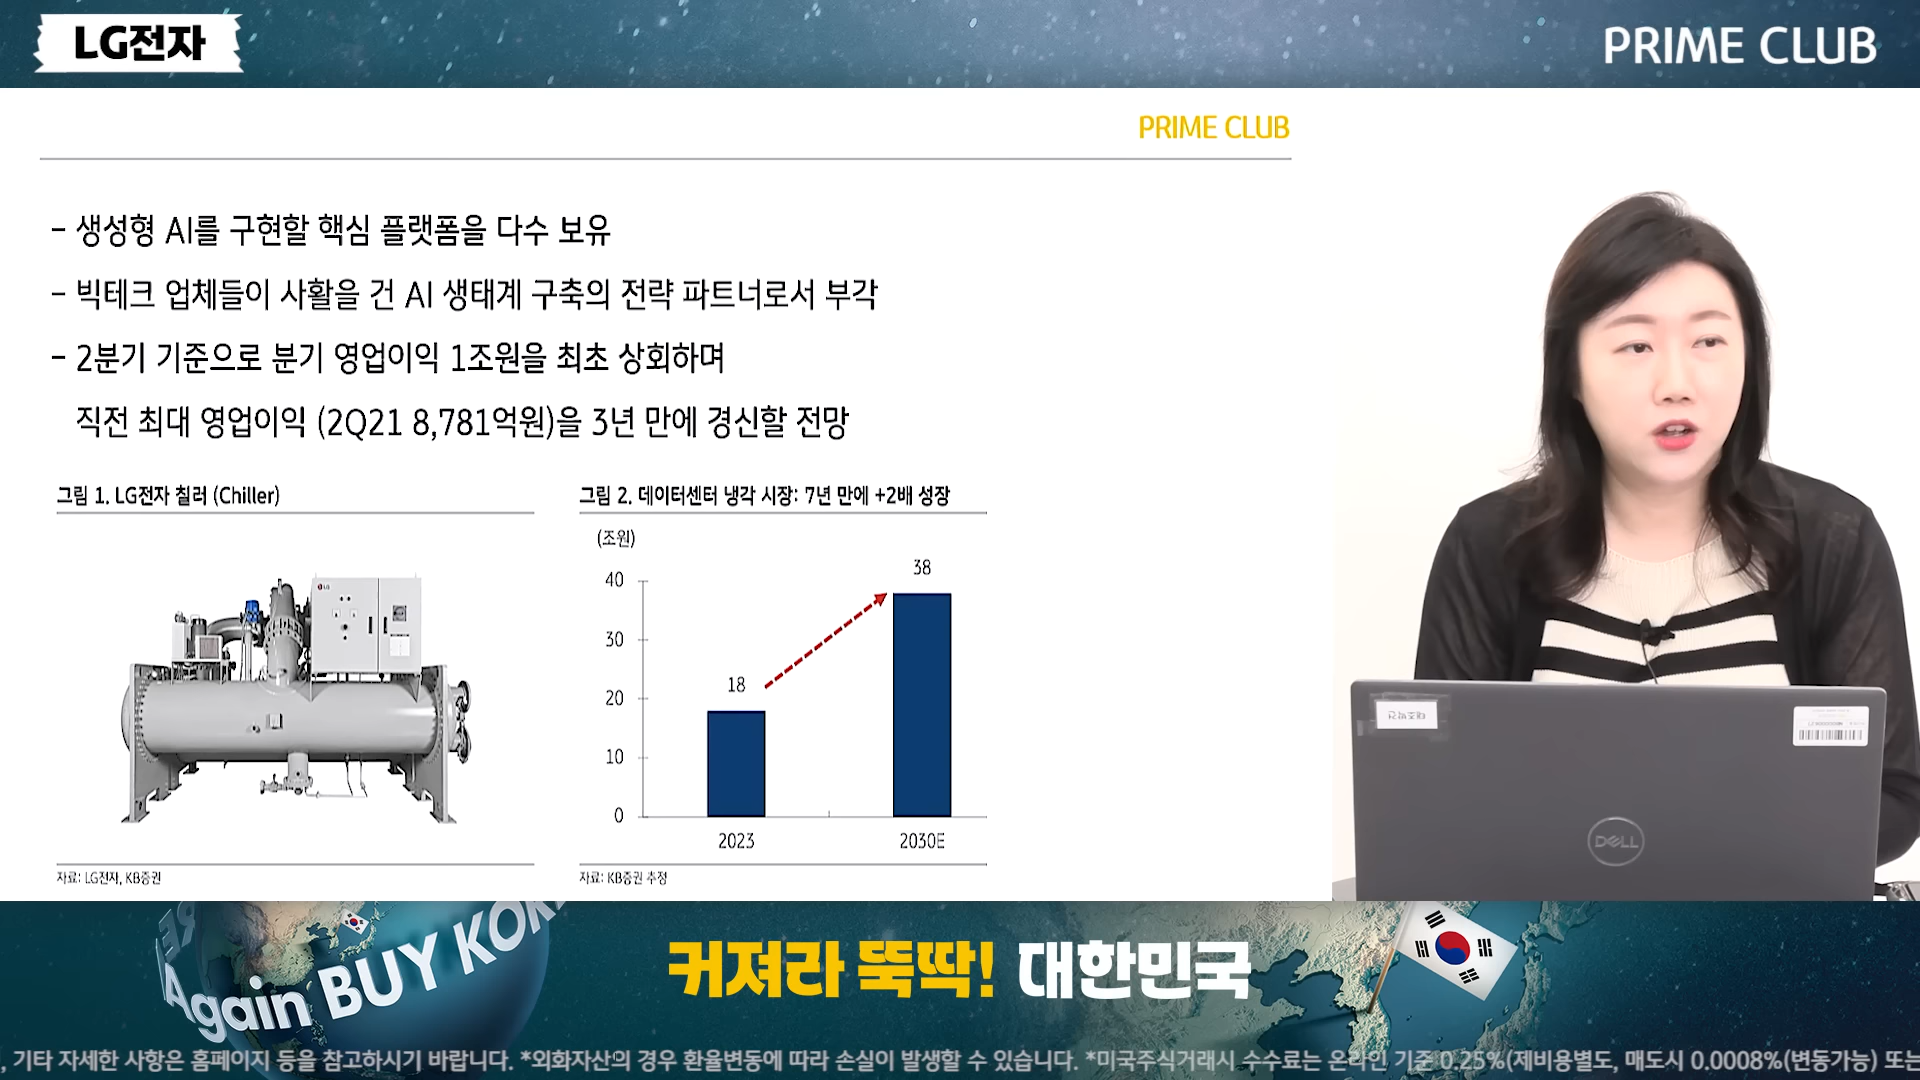 LG전자
PRIME CLUB
PRIME CLUB
- 생성형 AI를 구현할 핵심 플랫폼을 다수 보유
- 빅테크 업체들이 사활을 건 AI 생태계 구축의 전략 파트너로서 부각
- 2분기 기준으로 분기 영업이익 1조원을 최초 상회하며
직전 최대 영업이익 (2Q21 8,781억원)을 3년 만에 경신할 전망
그림 1. LG전자 칠러 (Chiller)
LG
자료: LG전자, KB증권
그림 2. 데이터센터 냉각 시장: 7년 만에 +2배 성장
(조원)
40
30
20
10
0
18
38
2023
2030E
자료: KB증권 추정
DELL
Again BUY KOR
커져라 뚝딱! 대한민국
, 기타 자세한 사항은 홈페이지 등을 참고하시기 바랍니다. *외화자산의 경우 환율변동에 따라 손실이 발생할 수 있습니다. *미국주식거래시 수수료는 온라인 기준 0.25%(제비용별도, 매도시 0.0008%(변동가능) 또는